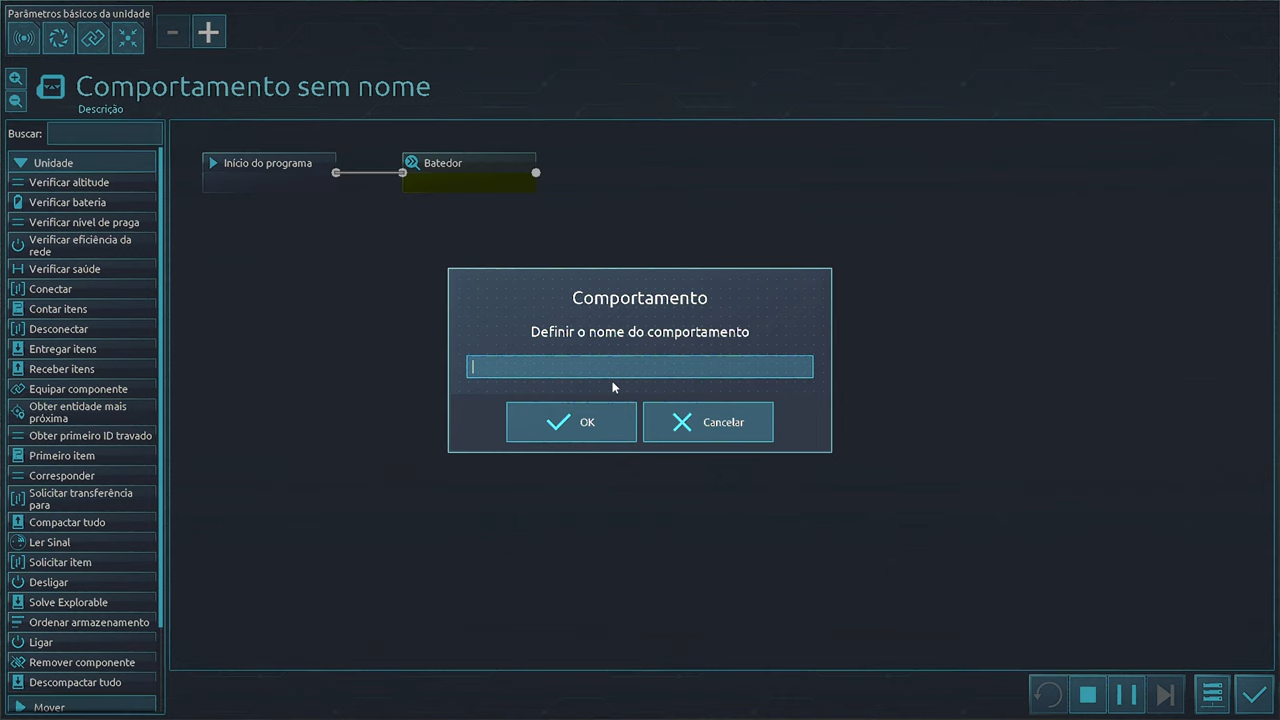 Parâmetros básicos da unidade
Comportamento sem nome
Descrição
Buscar:
Unidade
Verificar altitude
Verificar bateria
Verificar nível de praga
Verificar eficiência da
rede
Verificar saúde
Conectar
Contar itens
Desconectar
Entregar itens
Receber itens
Equipar componente
Obter entidade mais
próxima
Obter primeiro ID travado
Primeiro item
Corresponder
Solicitar transferência
para
Compactar tudo
Ler Sinal
Solicitar item
Desligar
Solve Explorable
Ordenar armazenamento
Ligar
Remover componente
Descompactar tudo
Mover
Início do programa
Batedor
Comportamento
Definir o nome do comportamento
OK
Cancelar